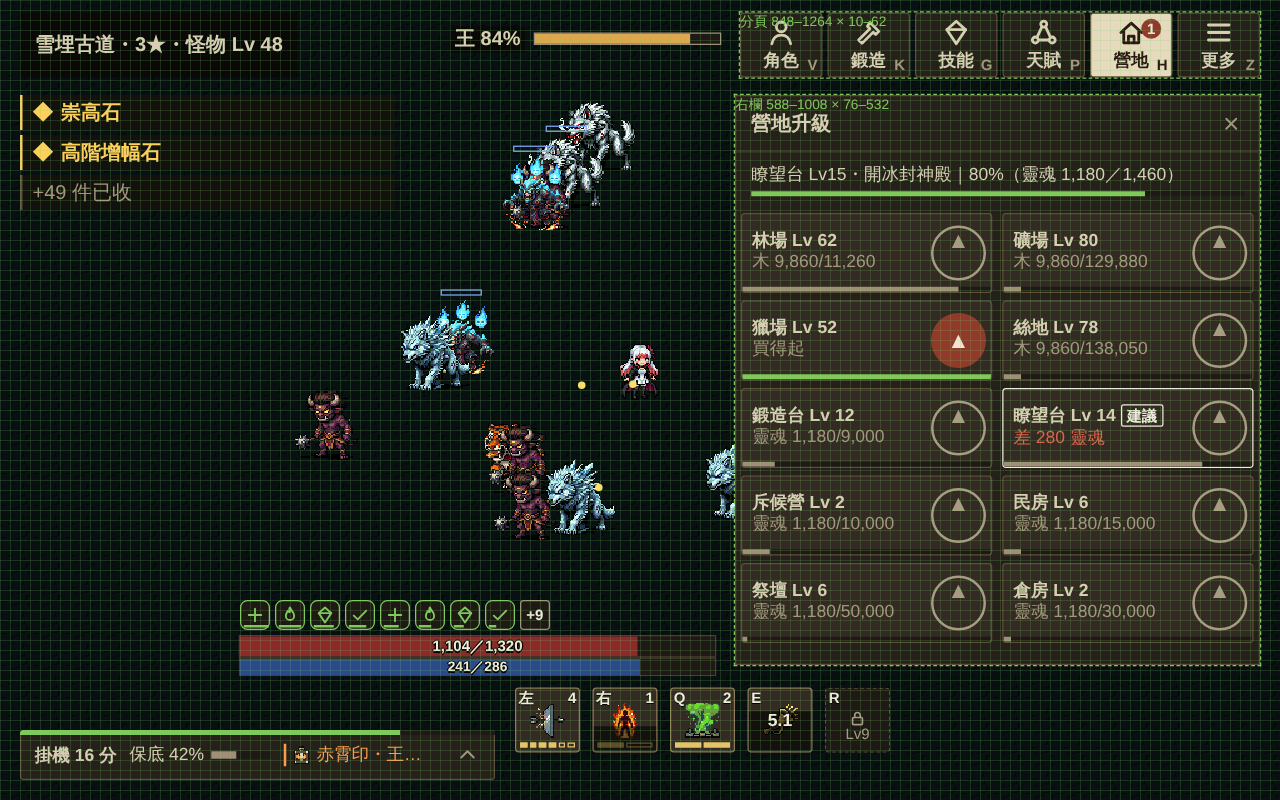 雪埋古道・3★・怪物 Lv 48
王 84%
分頁 848–1264 × 10–62
角色 V
鍛造 K
技能 G
天賦 P
營地 H
1
更多 Z
◆ 崇高石
◆ 高階增幅石
+49 件已收
右欄 588–1008 × 76–532
營地升級 ×
瞭望台 Lv15・開冰封神殿｜80%（靈魂 1,180／1,460）
林場 Lv 62
木 9,860/11,260
礦場 Lv 80
木 9,860/129,880
獵場 Lv 52
買得起
絲地 Lv 78
木 9,860/138,050
鍛造台 Lv 12
靈魂 1,180/9,000
瞭望台 Lv 14 建議
差 280 靈魂
斥候營 Lv 2
靈魂 1,180/10,000
民房 Lv 6
靈魂 1,180/15,000
祭壇 Lv 6
靈魂 1,180/50,000
倉房 Lv 2
靈魂 1,180/30,000
+9
1,104／1,320
241／286
左 4
右 1
Q 2
E
5.1
R
Lv9
掛機 16 分 保底 42%
赤霄印・王…